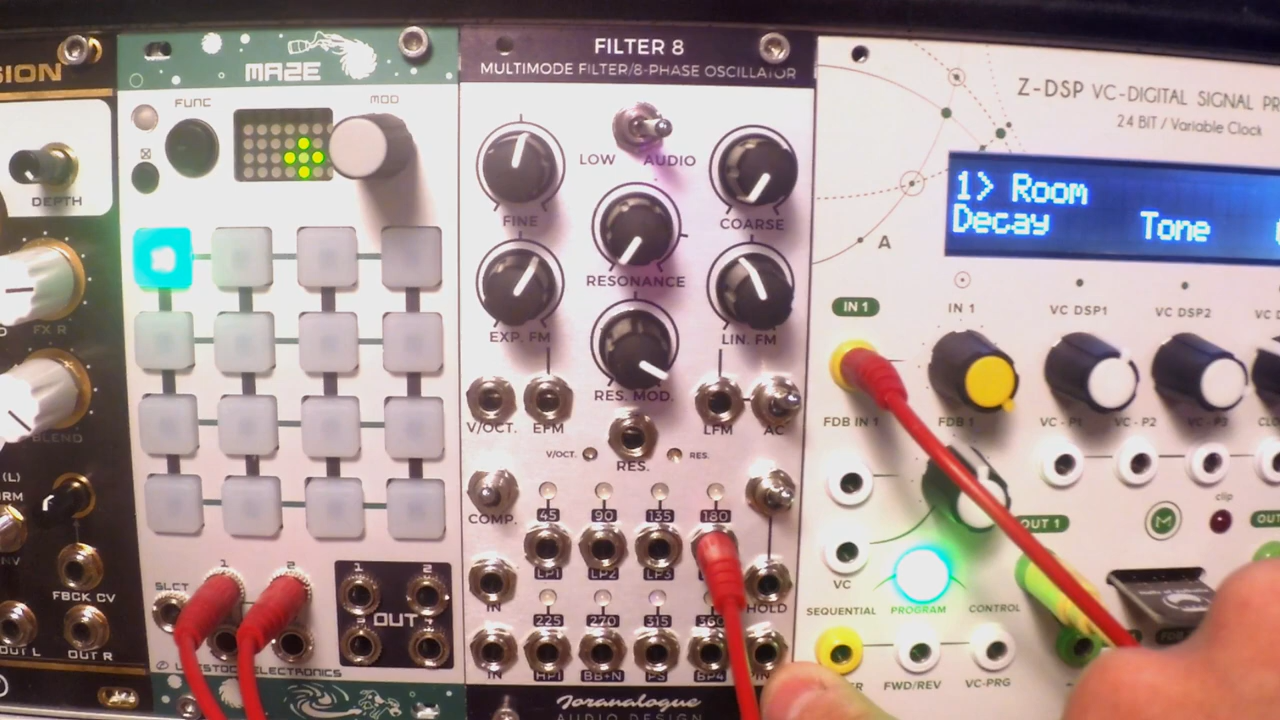 SION
DEPTH
FX R
BLEND
(L)
FBCK CV
OUT L
OUT R
MAZE
FUNC
MOD
1
2
SLCT
1
2
OUT
ELECTRONICS
FILTER 8
MULTIMODE FILTER/8-PHASE OSCILLATOR
LOW AUDIO
FINE
COARSE
RESONANCE
EXP. FM
LIN. FM
RES. MOD.
V/OCT. EFM
LFM AC
V/OCT. RES.
RES.
COMP.
45 90 135 180
LP1 LP2 LP3
IN
HOLD
225 270 315 360
IN HP1 BB+N PS BP4
Joranalogue
AUDIO DESIGN
Z-DSP VC-DIGITAL SIGNAL PR
24 BIT / Variable Clock
1> Room
Decay Tone
A
IN 1
IN 1
VC DSP1
VC DSP2
FDB IN 1
FDB 1
VC - P1
VC - P2
VC - P3
clip
OUT 1
M
VC
SEQUENTIAL
PROGRAM
CONTROL
FWD/REV
VC-PRG